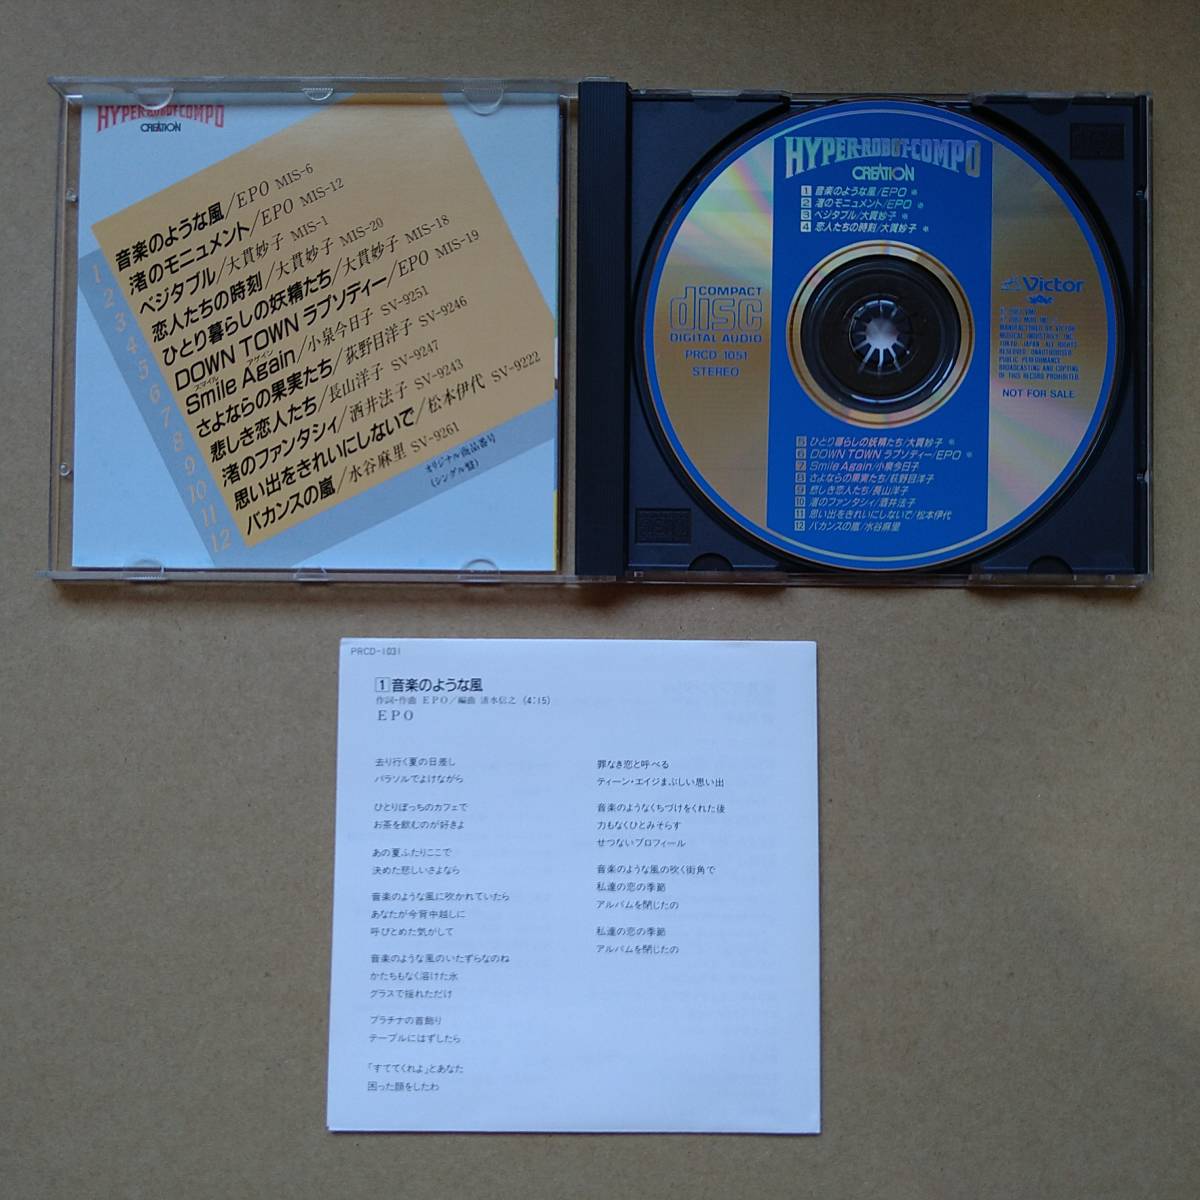 HYPER-ROBOT-COMPO
CREATION
1 音楽のような風/EPO MIS-6
2 渚のモニュメント/EPO MIS-12
3 ベジタブル/大貫妙子 MIS-1
4 恋人たちの時刻/大貫妙子 MIS-20
5 ひとり暮らしの妖精たち/大貫妙子 MIS-18
6 DOWN TOWN ラプソディー/EPO MIS-19
スマイル アゲイン
7 Smile Again/小泉今日子 SV-9251
8 さよならの果実たち/荻野目洋子 SV-9246
9 悲しき恋人たち/長山洋子 SV-9247
10 渚のファンタシィ/酒井法子 SV-9243
11 思い出をきれいにしないで/松本伊代 SV-9222
12 バカンスの嵐/水谷麻里 SV-9261
オリジナル商品番号
(シングル盤)
HYPER-ROBOT-COMPO
CREATION
1 音楽のような風/EPO ※
2 渚のモニュメント/EPO ※
3 ベジタブル/大貫妙子 ※
4 恋人たちの時刻/大貫妙子 ※
COMPACT
disc
DIGITAL AUDIO
PRCD-1051
STEREO
Victor
MANUFACTURED BY VICTOR
MUSICAL INDUSTRIES, INC.
TOKYO, JAPAN ALL RIGHTS
RESERVED. UNAUTHORIZED
PUBLIC PERFORMANCE
BROADCASTING AND COPYING
OF THIS RECORD PROHIBITED.
NOT FOR SALE
5 ひとり暮らしの妖精たち/大貫妙子 ※
6 DOWN TOWN ラプソディー/EPO ※
7 Smile Again/小泉今日子
8 さよならの果実たち/荻野目洋子
9 悲しき恋人たち/長山洋子
10 渚のファンタシィ/酒井法子
11 思い出をきれいにしないで/松本伊代
12 バカンスの嵐/水谷麻里
PRCD-1031
1 音楽のような風
作詞・作曲 EPO/編曲 清水信之 (4:15)
EPO
去り行く夏の日差し
パラソルでよけながら
ひとりぼっちのカフェで
お茶を飲むのが好きよ
あの夏ふたりここで
決めた悲しいさよなら
音楽のような風に吹かれていたら
あなたが今背中越しに
呼びとめた気がして
音楽のような風のいたずらなのね
かたちもなく溶けた氷
グラスで揺れただけ
プラチナの首飾り
テーブルにはずしたら
「すててくれよ」とあなた
困った顔をしたわ
罪なき恋と呼べる
ティーン・エイジまぶしい思い出
音楽のようなくちづけをくれた後
力もなくひとみそらす
せつないプロフィール
音楽のような風の吹く街角で
私達の恋の季節
アルバムを閉じたの
私達の恋の季節
アルバムを閉じたの